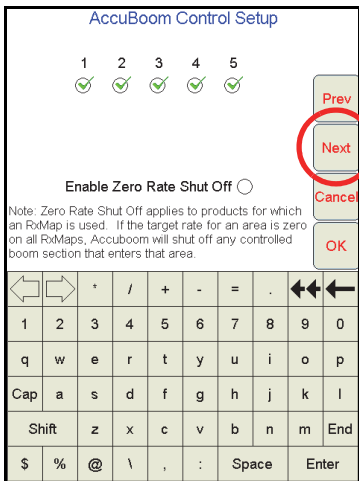 AccuBoom Control Setup
1 2 3 4 5
Prev
Next
Enable Zero Rate Shut Off
Cancel
Note: Zero Rate Shut Off applies to products for which
an RxMap is used. If the target rate for an area is zero
on all RxMaps, Accuboom will shut off any controlled
boom section that enters that area.
OK
* / + - = .
1 2 3 4 5 6 7 8 9 0
q w e r t y u i o p
Cap a s d f g h j k l
Shift z x c v b n m End
$ % @ \ , : Space Enter